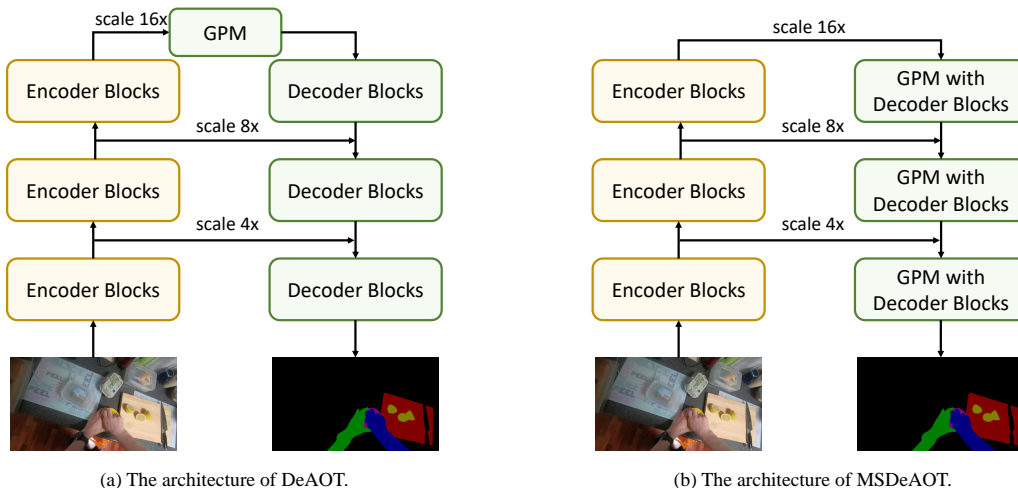 scale 16x
GPM
Encoder Blocks
Decoder Blocks
scale 8x
Encoder Blocks
Decoder Blocks
scale 4x
Encoder Blocks
Decoder Blocks
(a) The architecture of DeAOT.
scale 16x
Encoder Blocks
GPM with
Decoder Blocks
scale 8x
Encoder Blocks
GPM with
Decoder Blocks
scale 4x
Encoder Blocks
GPM with
Decoder Blocks
(b) The architecture of MSDeAOT.